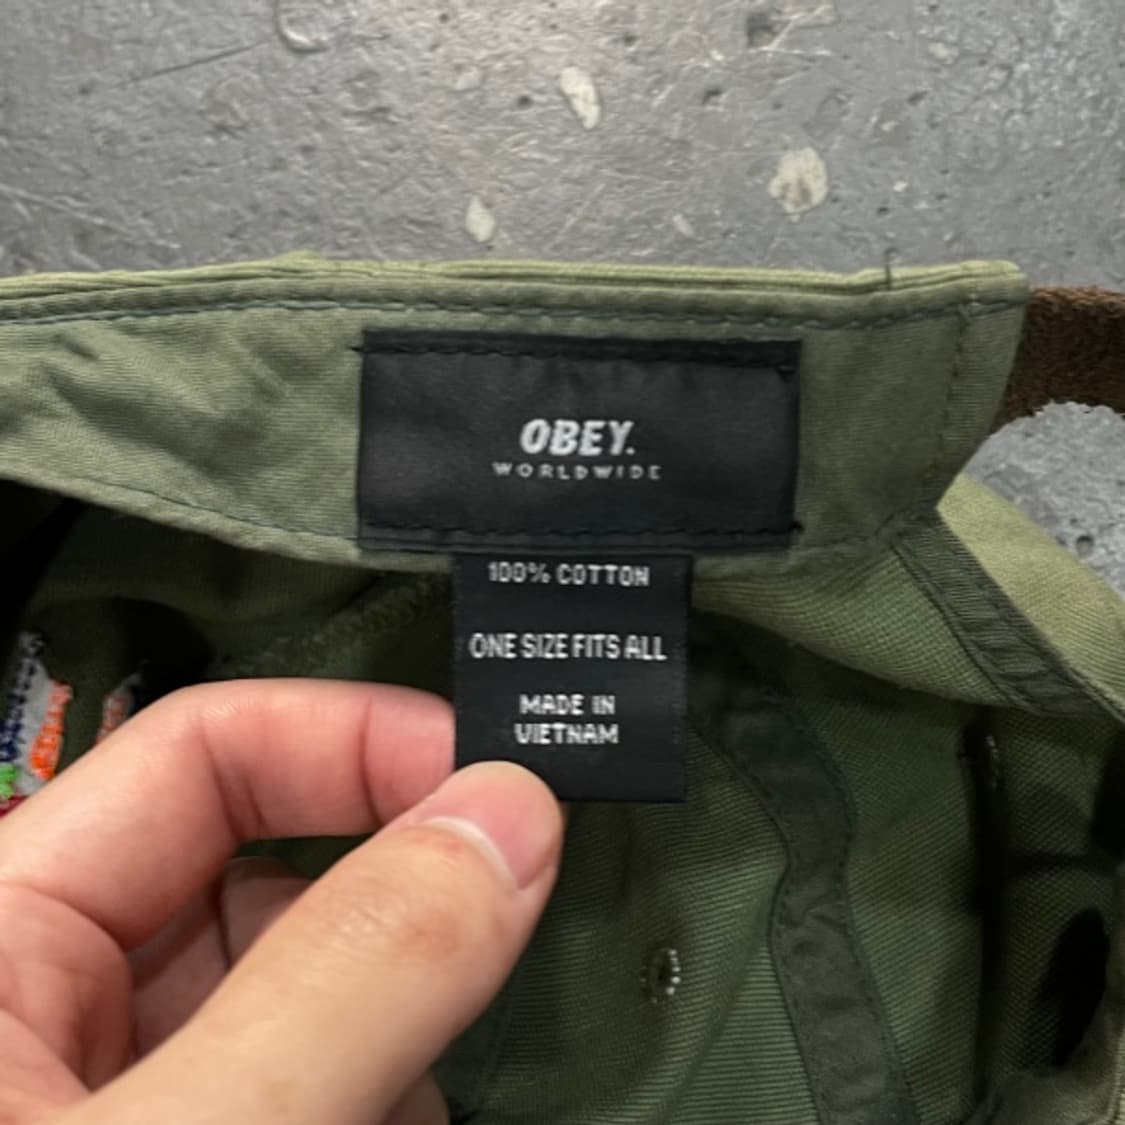 OBEY.
WORLDWIDE
100% COTTON
ONE SIZE FITS ALL
MADE IN
VIETNAM